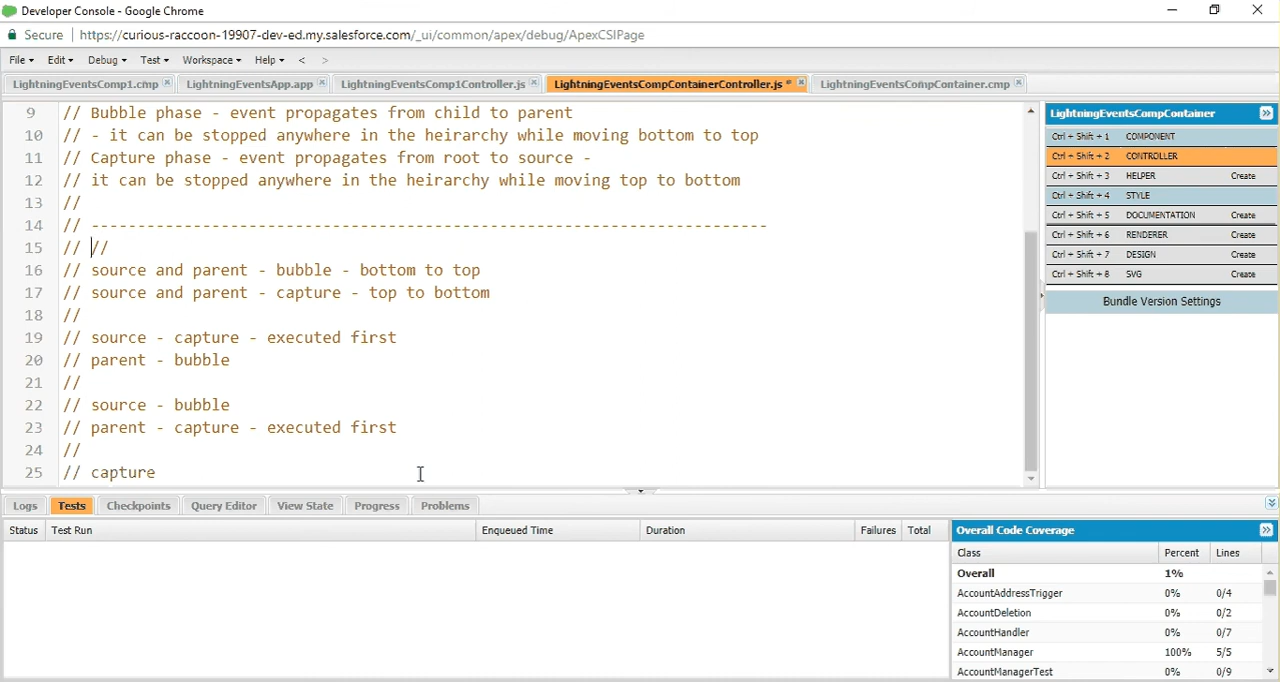 Developer Console - Google Chrome
Secure | https://curious-raccoon-19907-dev-ed.my.salesforce.com/_ui/common/apex/debug/ApexCSIPage
File Edit Debug Test Workspace Help < >
LightningEventsComp1.cmp LightningEventsApp.app LightningEventsComp1Controller.js LightningEventsCompContainerController.js * LightningEventsCompContainer.cmp
9 // Bubble phase - event propagates from child to parent
10 // - it can be stopped anywhere in the heirarchy while moving bottom to top
11 // Capture phase - event propagates from root to source -
12 // it can be stopped anywhere in the heirarchy while moving top to bottom
13 //
14 // -------------------------------------------------------------------------
15 // //
16 // source and parent - bubble - bottom to top
17 // source and parent - capture - top to bottom
18 //
19 // source - capture - executed first
20 // parent - bubble
21 //
22 // source - bubble
23 // parent - capture - executed first
24 //
25 // capture
LightningEventsCompContainer
Ctrl + Shift + 1 COMPONENT
Ctrl + Shift + 2 CONTROLLER
Ctrl + Shift + 3 HELPER Create
Ctrl + Shift + 4 STYLE
Ctrl + Shift + 5 DOCUMENTATION Create
Ctrl + Shift + 6 RENDERER Create
Ctrl + Shift + 7 DESIGN Create
Ctrl + Shift + 8 SVG Create
Bundle Version Settings
Logs Tests Checkpoints Query Editor View State Progress Problems
Status Test Run Enqueued Time Duration Failures Total
Overall Code Coverage
Class Percent Lines
Overall 1%
AccountAddressTrigger 0% 0/4
AccountDeletion 0% 0/2
AccountHandler 0% 0/7
AccountManager 100% 5/5
AccountManagerTest 0% 0/9